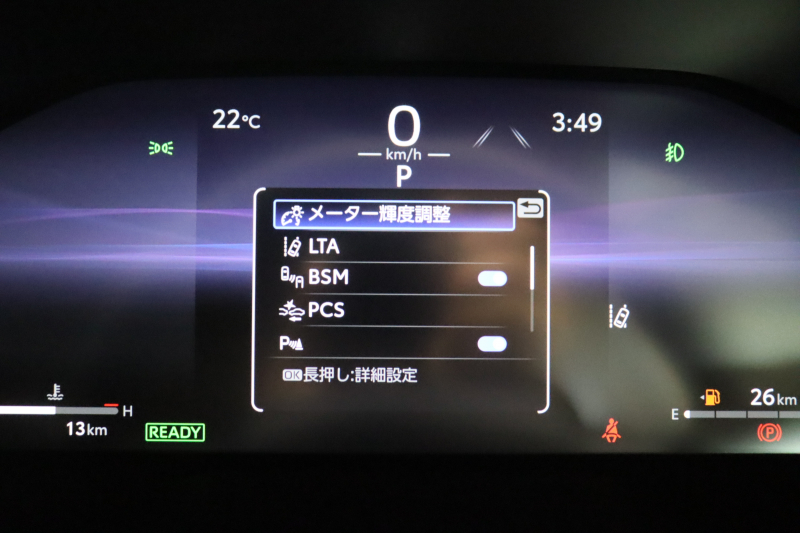 22℃
0
3:49
km/h
P
メーター輝度調整
LTA
BSM
PCS
P
OK長押し:詳細設定
H
13km
READY
E
26km
P